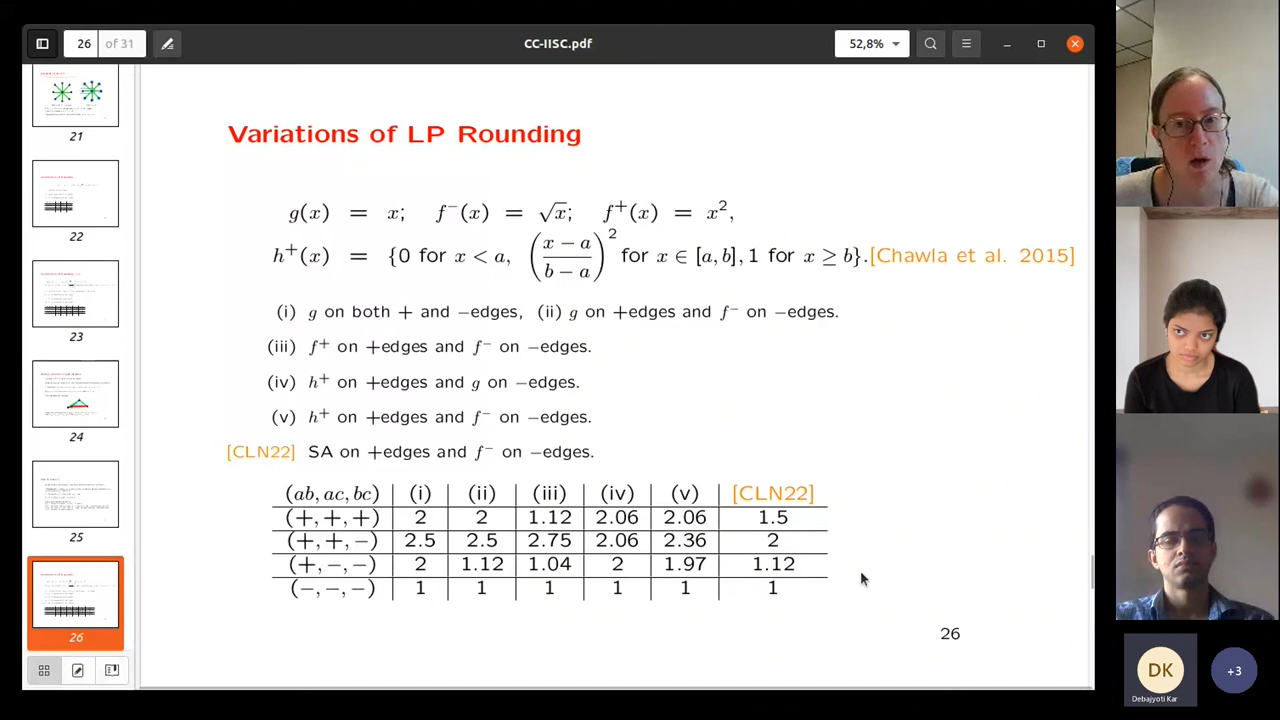 26 of 31
CC-IISC.pdf
52,8%
21
22
23
24
25
26
Variations of LP Rounding
g(x) = x; f⁻(x) = √x; f⁺(x) = x²,
h⁺(x) = {0 for x < a, ((x − a)/(b − a))² for x ∈ [a, b], 1 for x ≥ b}.[Chawla et al. 2015]
(i) g on both + and −edges, (ii) g on +edges and f⁻ on −edges.
(iii) f⁺ on +edges and f⁻ on −edges.
(iv) h⁺ on +edges and g on −edges.
(v) h⁺ on +edges and f⁻ on −edges.
[CLN22] SA on +edges and f⁻ on −edges.
(ab, ac, bc) (i) (ii) (iii) (iv) (v) [CLN22]
(+, +, +) 2 2 1.12 2.06 2.06 1.5
(+, +, −) 2.5 2.5 2.75 2.06 2.36 2
(+, −, −) 2 1.12 1.04 2 1.97 1.12
(−, −, −) 1 1 1 1 1 1
26
DK
Debajyoti Kar
+3